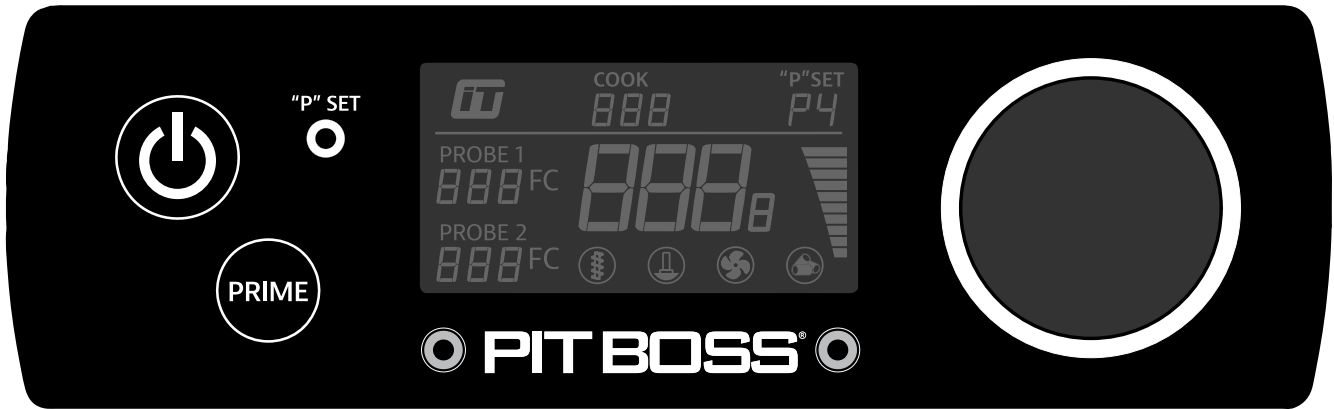 "P" SET
PRIME
COOK
888
"P"SET
P4
PROBE 1
888 FC
8888
PROBE 2
888 FC
PIT BOSS®